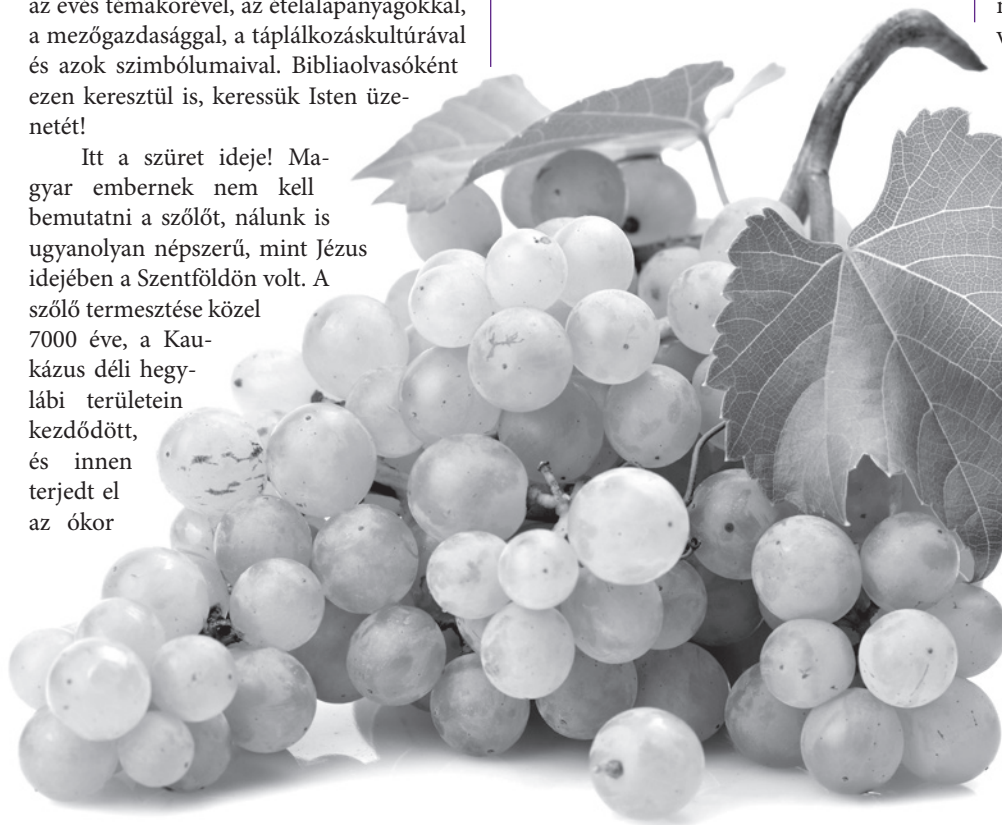 az evés témakörével, az ételalapanyagokkal,
a mezőgazdasággal, a táplálkozáskultúrával
és azok szimbólumaival. Bibliaolvasóként
ezen keresztül is, keressük Isten üze-
netét!
Itt a szüret ideje! Ma-
gyar embernek nem kell
bemutatni a szőlőt, nálunk is
ugyanolyan népszerű, mint Jézus
idejében a Szentföldön volt. A
szőlő termesztése közel
7000 éve, a Kau-
kázus déli hegy-
lábi területein
kezdődött,
és innen
terjedt el
az ókor